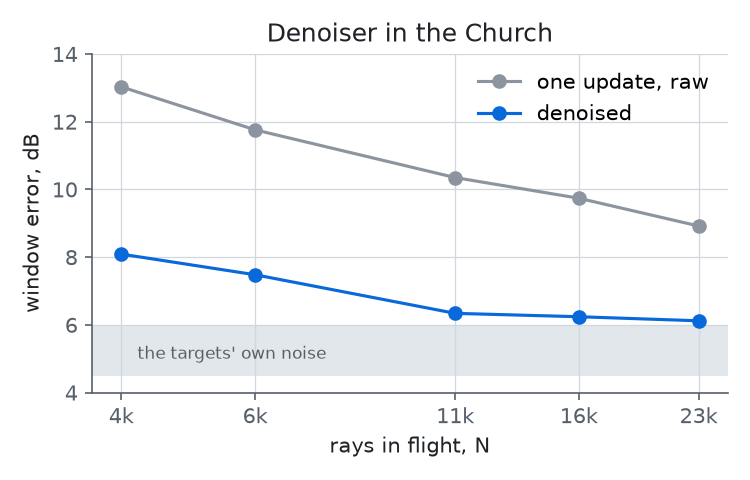 Denoiser in the Church
14
12
10
8
6
4
window error, dB
one update, raw
denoised
the targets' own noise
4k 6k 11k 16k 23k
rays in flight, N